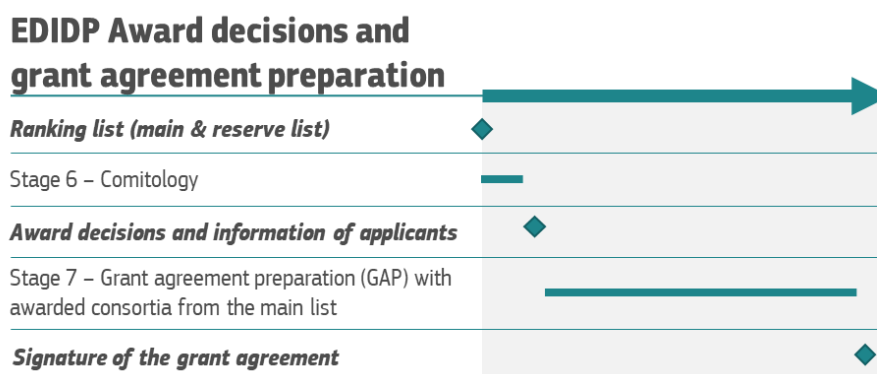 EDIDP Award decisions and
grant agreement preparation
Ranking list (main & reserve list)
Stage 6 – Comitology
Award decisions and information of applicants
Stage 7 – Grant agreement preparation (GAP) with
awarded consortia from the main list
Signature of the grant agreement